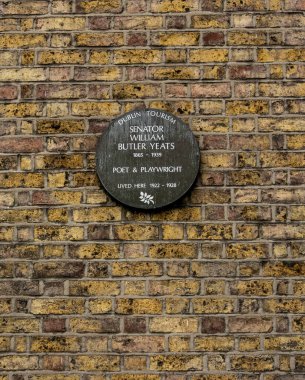 DUBLIN TOURISM
SENATOR
WILLIAM
BUTLER YEATS
1865 - 1939
POET & PLAYWRIGHT
LIVED HERE 1922 - 1928